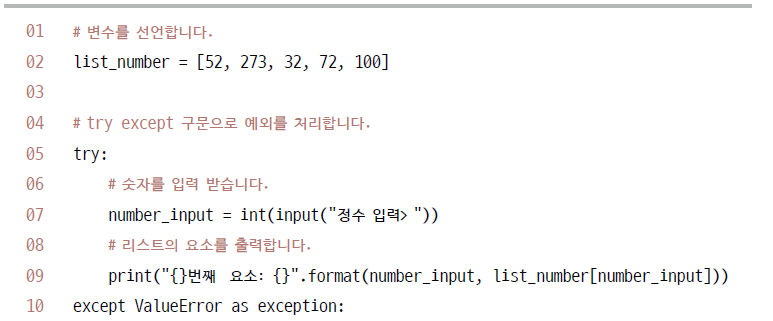 01 # 변수를 선언합니다.
02 list_number = [52, 273, 32, 72, 100]
03
04 # try except 구문으로 예외를 처리합니다.
05 try:
06     # 숫자를 입력 받습니다.
07     number_input = int(input("정수 입력> "))
08     # 리스트의 요소를 출력합니다.
09     print("{}번째 요소: {}".format(number_input, list_number[number_input]))
10 except ValueError as exception: